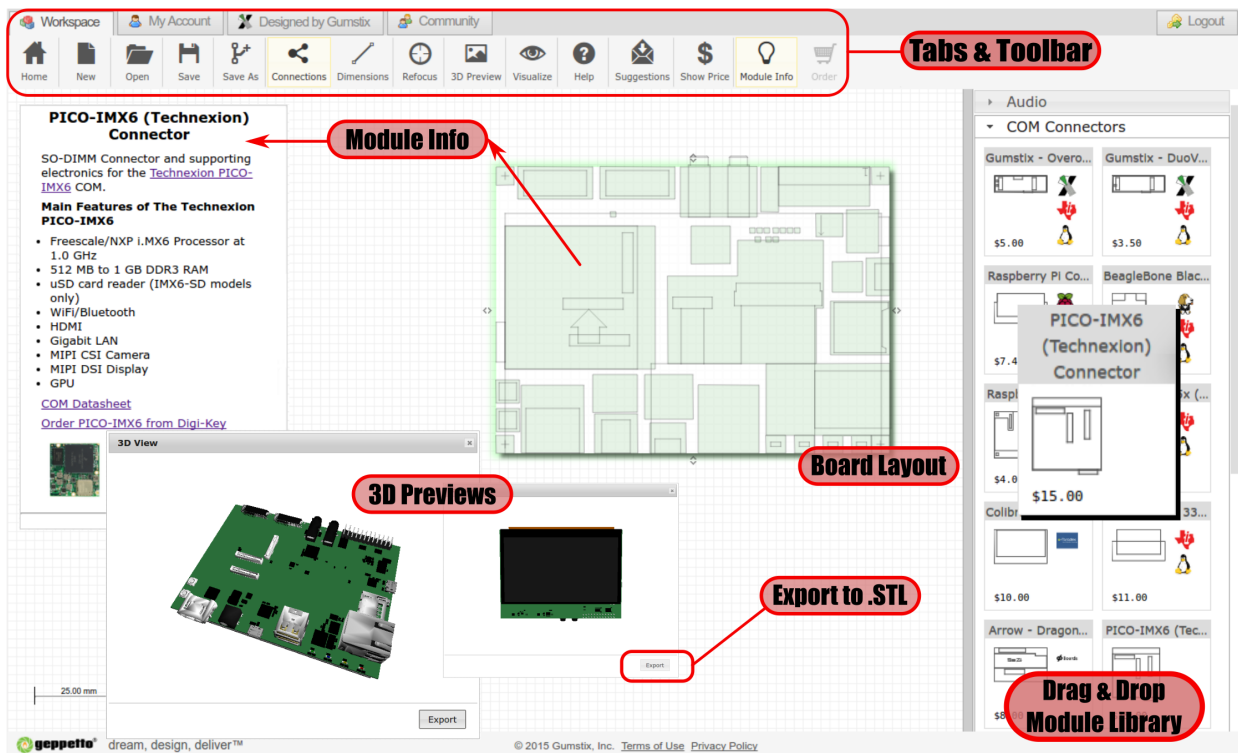 Workspace
My Account
Designed by Gumstix
Community
Logout
Home
New
Open
Save
Save As
Connections
Dimensions
Refocus
3D Preview
Visualize
Help
Suggestions
Show Price
Module Info
Order
Tabs & Toolbar
PICO-IMX6 (Technexion)
Connector
SO-DIMM Connector and supporting
electronics for the Technexion PICO-
IMX6 COM.
Main Features of The Technexion
PICO-IMX6
• Freescale/NXP i.MX6 Processor at
1.0 GHz
• 512 MB to 1 GB DDR3 RAM
• uSD card reader (IMX6-SD models
only)
• WiFi/Bluetooth
• HDMI
• Gigabit LAN
• MIPI CSI Camera
• MIPI DSI Display
• GPU
COM Datasheet
Order PICO-IMX6 from Digi-Key
Module Info
Board Layout
3D View
3D Previews
Export
Export
Export to .STL
25.00 mm
Audio
COM Connectors
Gumstix - Overo...
$5.00
Gumstix - DuoV...
$3.50
Raspberry Pi Co...
$7.4
BeagleBone Blac...
PICO-IMX6
(Technexion)
Connector
$15.00
Raspl
$4.0
x (...
Colibr
$10.00
33...
$11.00
Arrow - Dragon...
PICO-IMX6 (Tec...
Drag & Drop
Module Library
geppetto®
dream, design, deliver™
© 2015 Gumstix, Inc. Terms of Use Privacy Policy